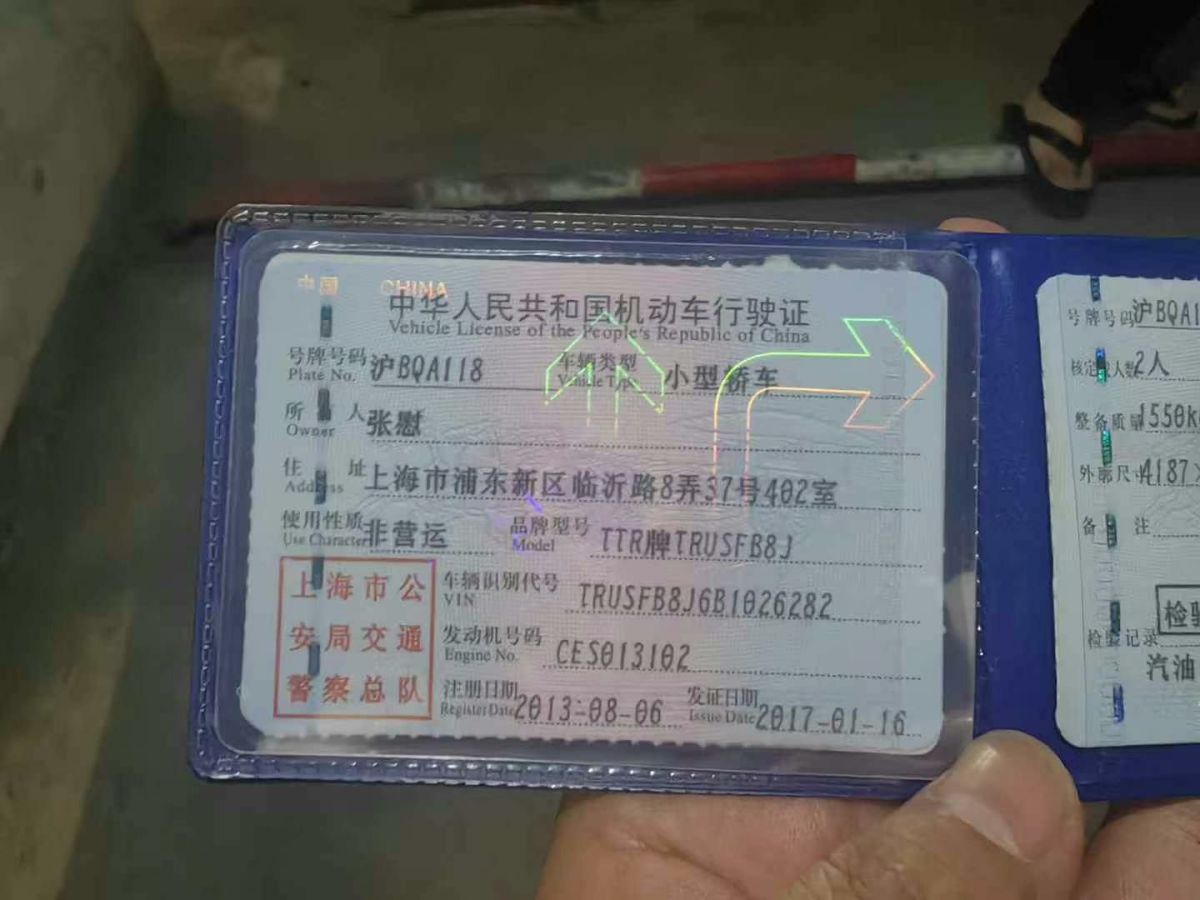 中国 CHINA
中华人民共和国机动车行驶证
Vehicle License of the People's Republic of China
号牌号码 沪BQA118 车辆类型 小型轿车
Plate No. Vehicle Type
所有人 张慰
Owner
住址 上海市浦东新区临沂路8弄37号402室
Address
使用性质 非营运 品牌型号 TTR牌TRUSFB8J
Use Character Model
上海市公
安局交通
警察总队
车辆识别代号 TRUSFB8J6B1026282
VIN
发动机号码 CES013102
Engine No.
注册日期 2013-08-06 发证日期 2017-01-16
Register Date Issue Date
号牌号码 沪BQA1
核定载人数 2人
整备质量 1550K
外廓尺寸 4187
备注
检验记录
检验
汽油